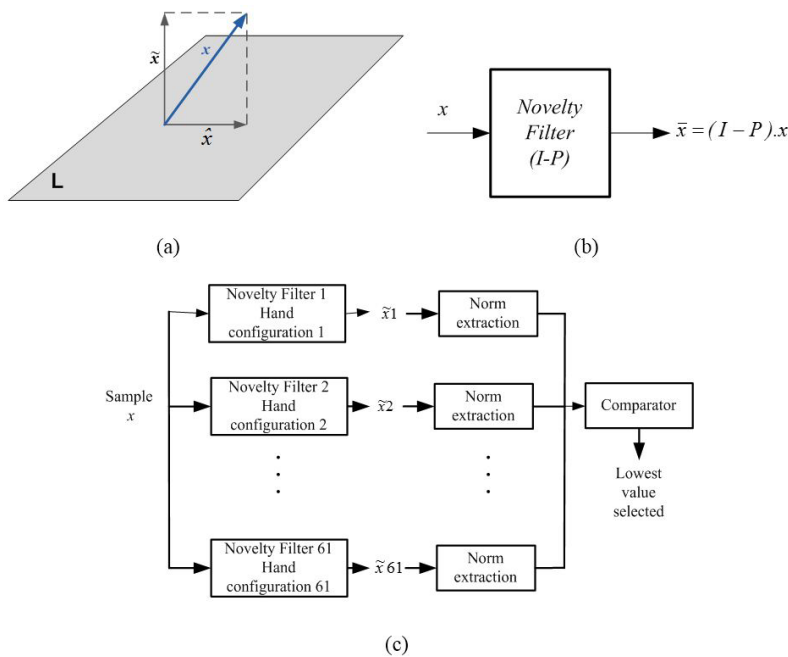 x̃
x
x̂
L
(a)
x
Novelty
Filter
(I-P)
x̄ = ( I − P ).x
(b)
Novelty Filter 1
Hand
configuration 1
x̃1
Norm
extraction
Sample
x
Novelty Filter 2
Hand
configuration 2
x̃2
Norm
extraction
Comparator
Lowest
value
selected
Novelty Filter 61
Hand
configuration 61
x̃ 61
Norm
extraction
(c)